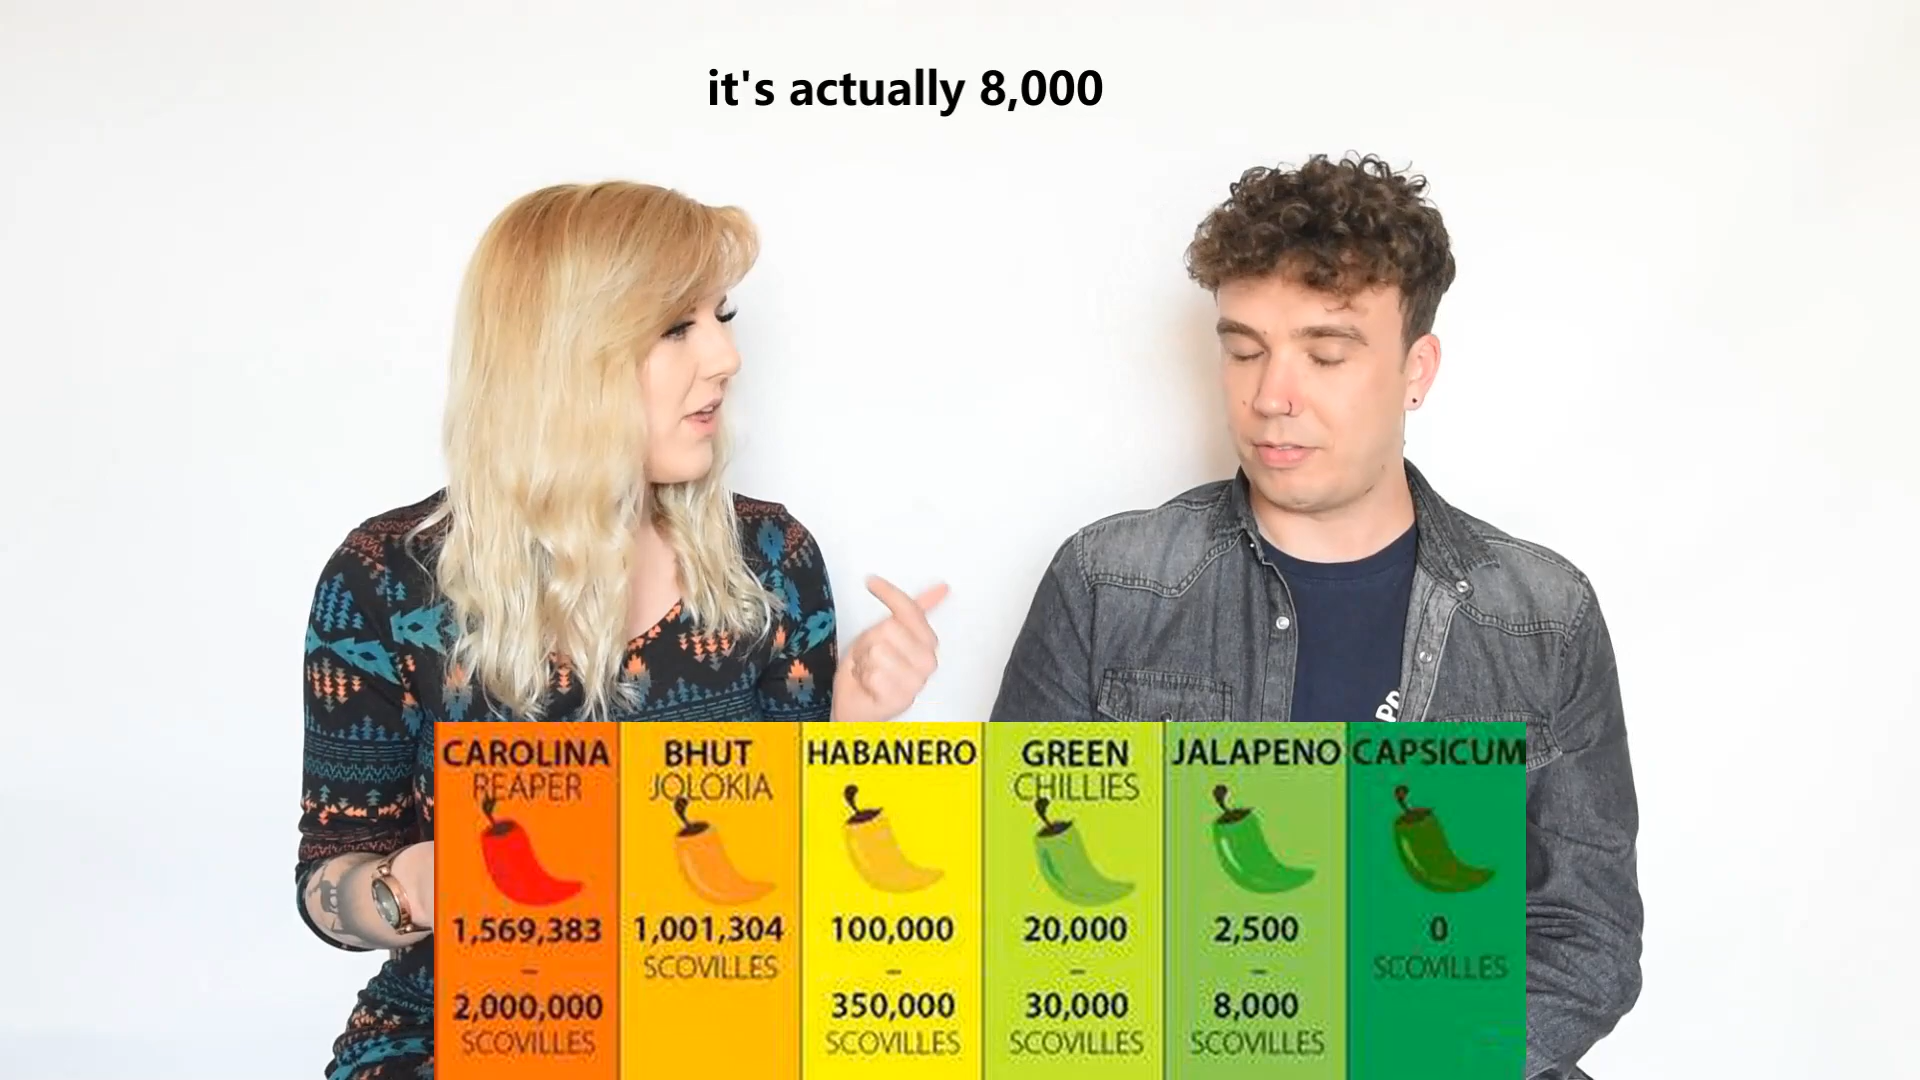 it's actually 8,000
CAROLINA
REAPER
1,569,383
–
2,000,000
SCOVILLES
BHUT
JOLOKIA
1,001,304
SCOVILLES
HABANERO
100,000
–
350,000
SCOVILLES
GREEN
CHILLIES
20,000
–
30,000
SCOVILLES
JALAPENO
2,500
–
8,000
SCOVILLES
CAPSICUM
0
SCOVILLES